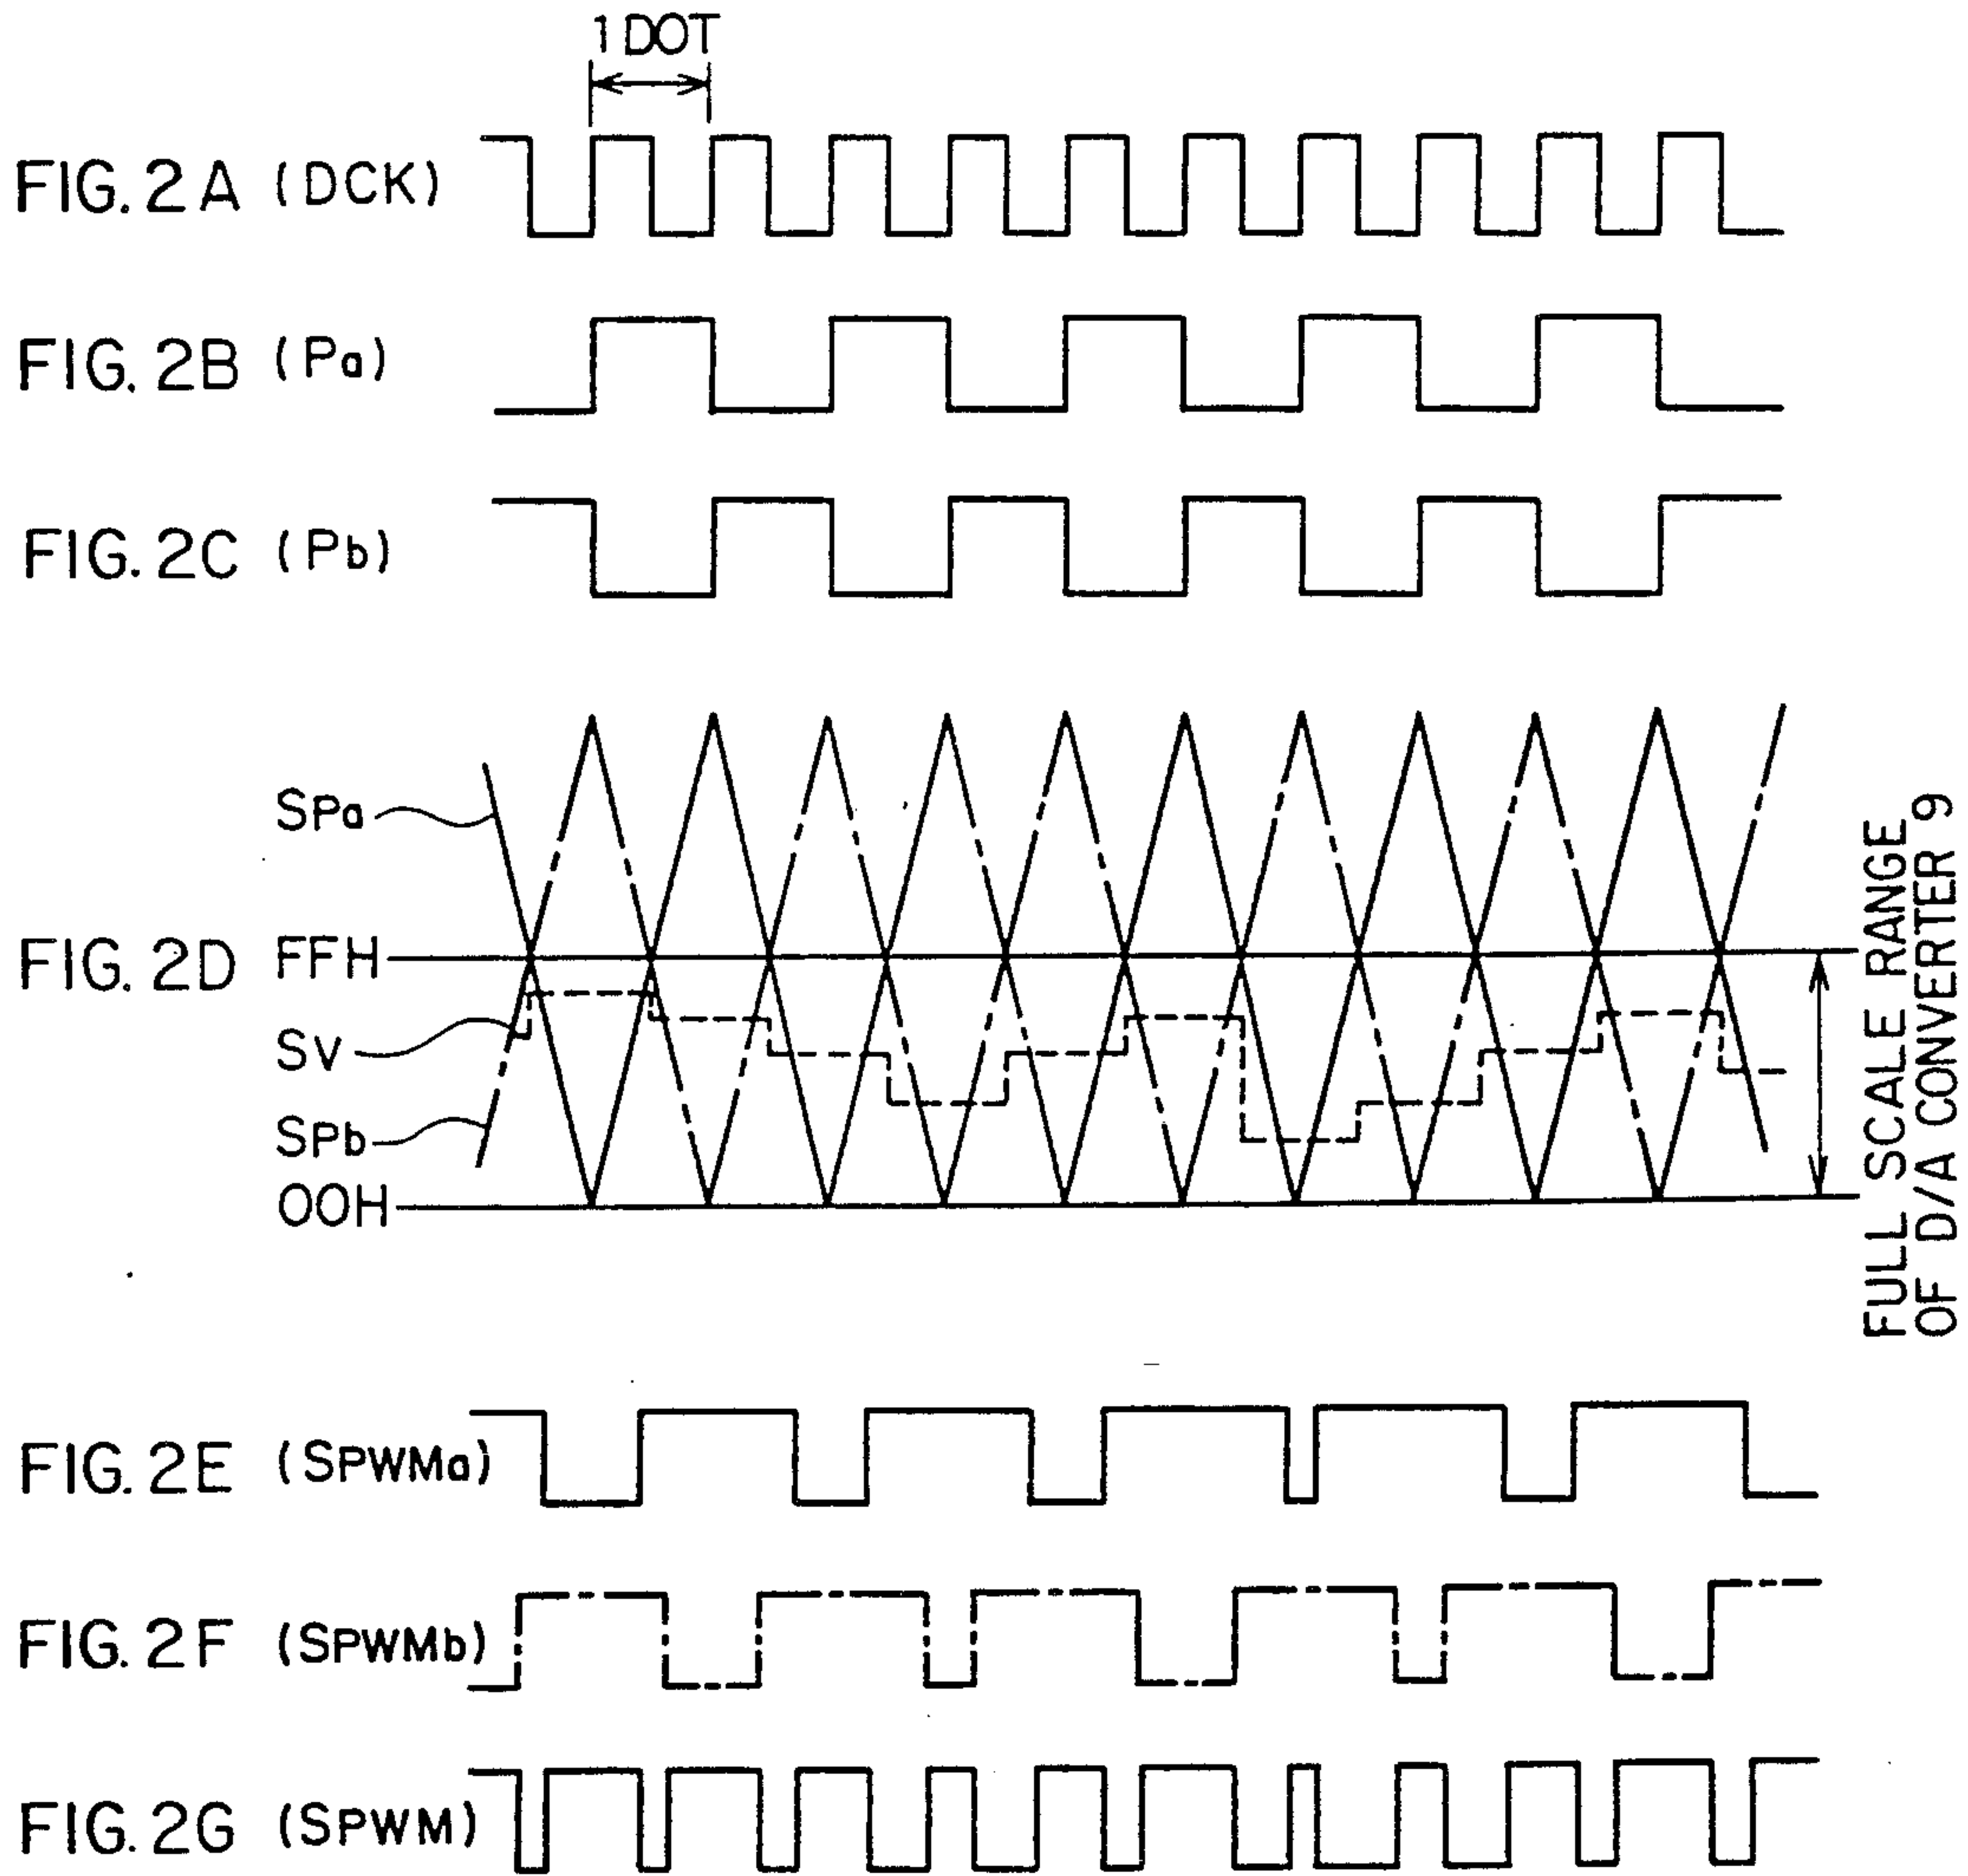 1 DOT
FIG. 2A (DCK)
FIG. 2B (Pa)
FIG. 2C (Pb)
SPa
FIG. 2D FFH
SV
SPb
OOH
FULL SCALE RANGE
OF D/A CONVERTER 9
FIG. 2E (SPWMa)
FIG. 2F (SPWMb)
FIG. 2G (SPWM)